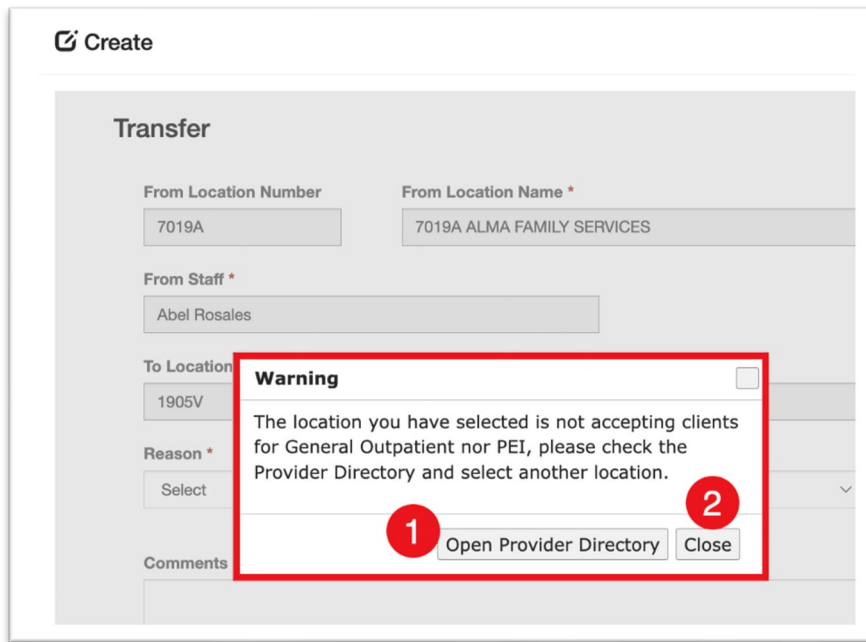 Create
Transfer
From Location Number
From Location Name *
7019A
7019A ALMA FAMILY SERVICES
From Staff *
Abel Rosales
To Location
1905V
Warning
The location you have selected is not accepting clients
for General Outpatient nor PEI, please check the
Provider Directory and select another location.
1
Open Provider Directory
2
Close
Reason *
Select
Comments